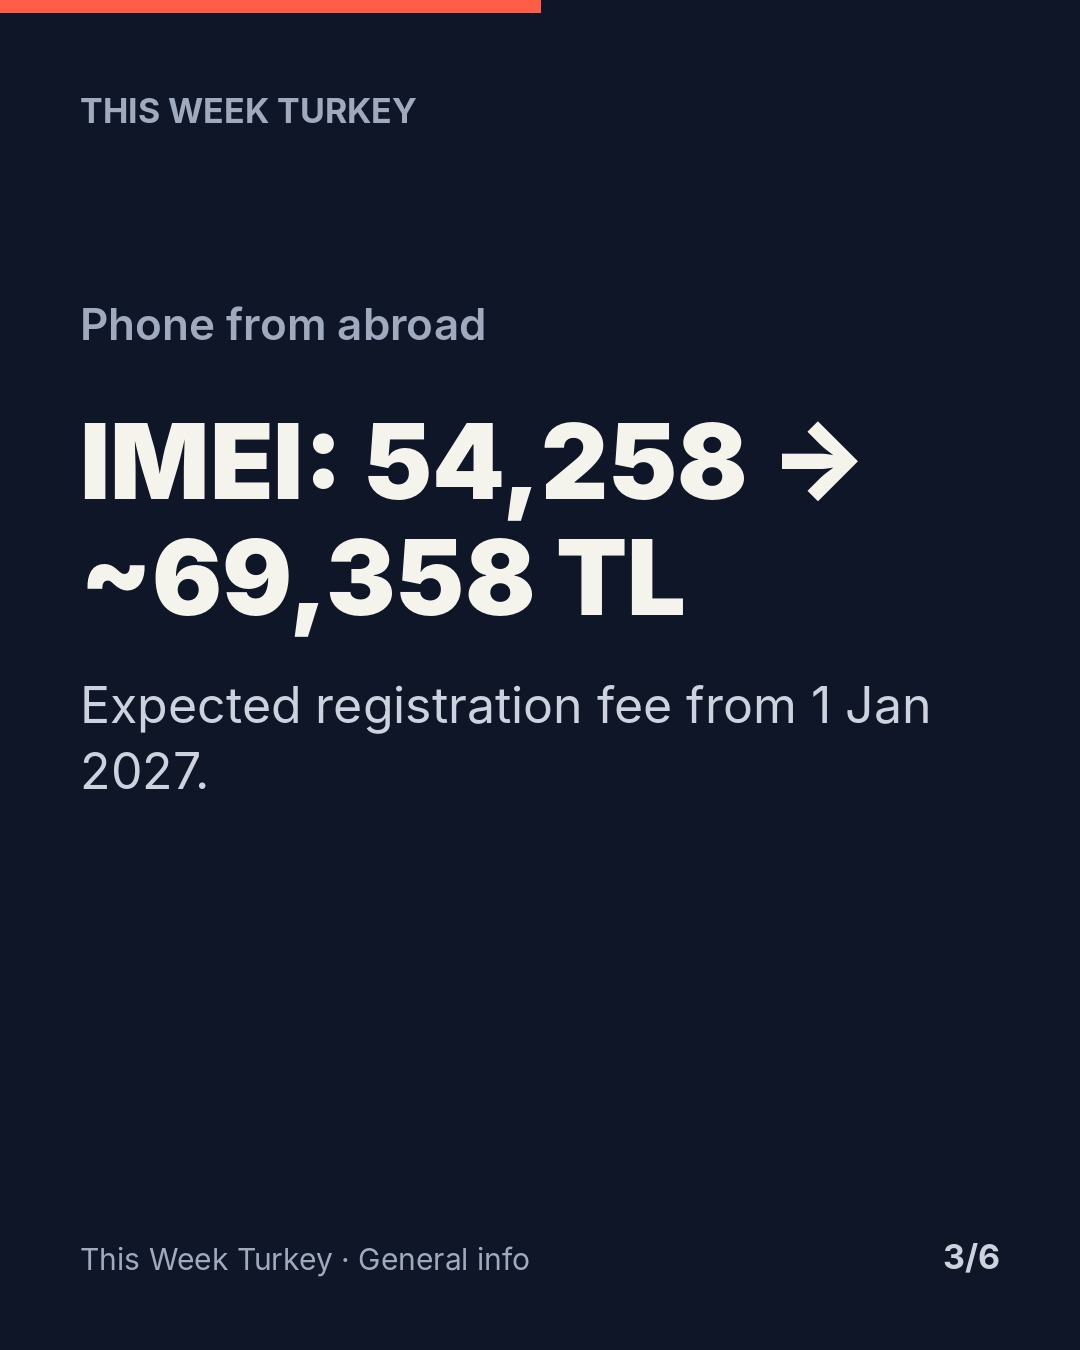 THIS WEEK TURKEY
Phone from abroad
IMEI: 54,258 →
~69,358 TL
Expected registration fee from 1 Jan
2027.
This Week Turkey · General info
3/6